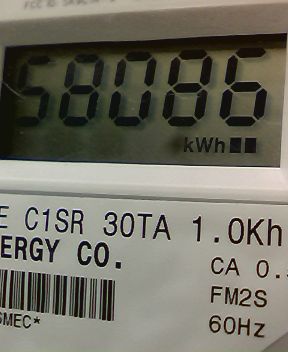 58086
kWh
E C1SR 30TA 1.0Kh
ERGY CO.
CA 0.
FM2S
60Hz
SMEC*